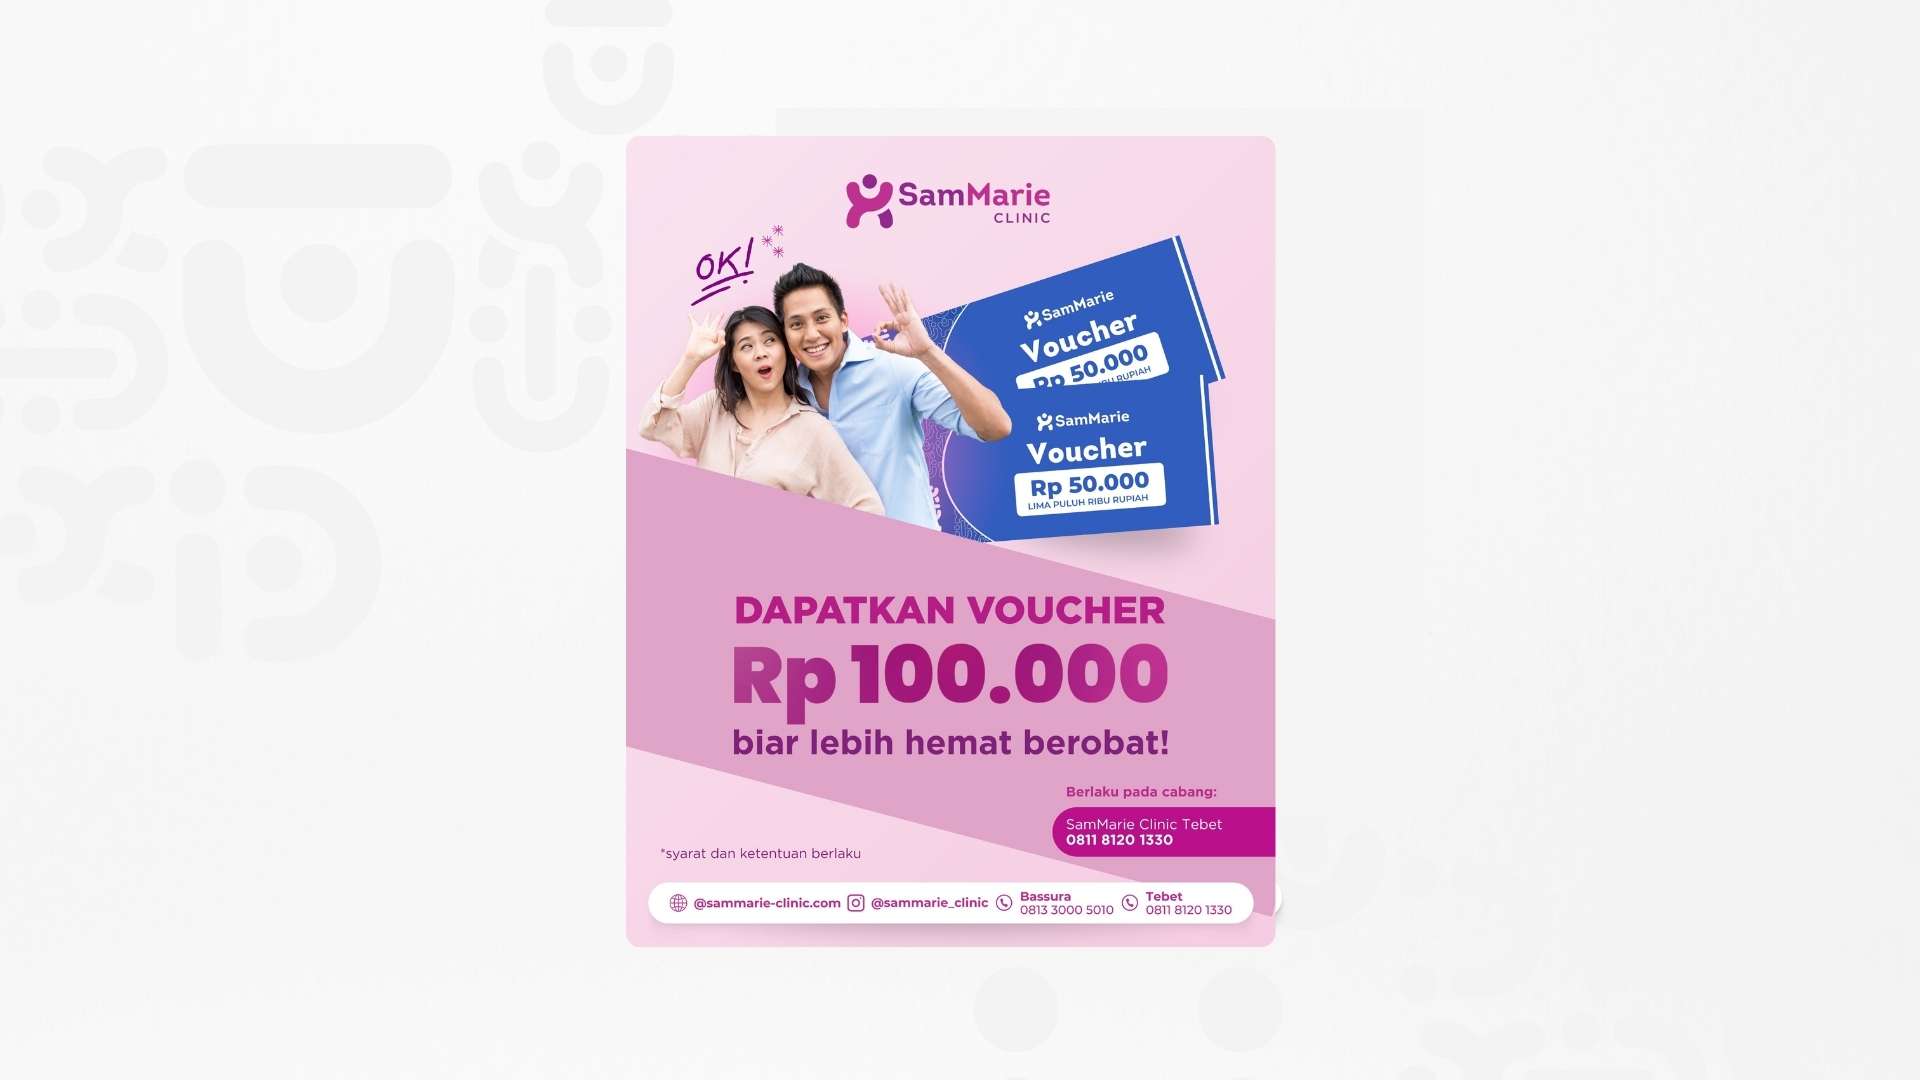 SamMarie
CLINIC
OK!
SamMarie
Voucher
Rp 50.000
RUPIAH
SamMarie
Voucher
Rp 50.000
LIMA PULUH RIBU RUPIAH
DAPATKAN VOUCHER
Rp 100.000
biar lebih hemat berobat!
Berlaku pada cabang:
SamMarie Clinic Tebet
0811 8120 1330
*syarat dan ketentuan berlaku
@sammarie-clinic.com @sammarie_clinic Bassura Tebet
0813 3000 5010 0811 8120 1330